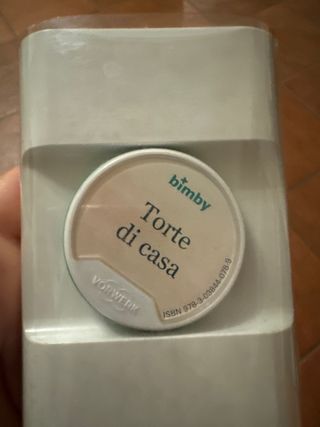 bimby
Torte
di casa
VORWERK
ISBN 978-3-03844-078-9